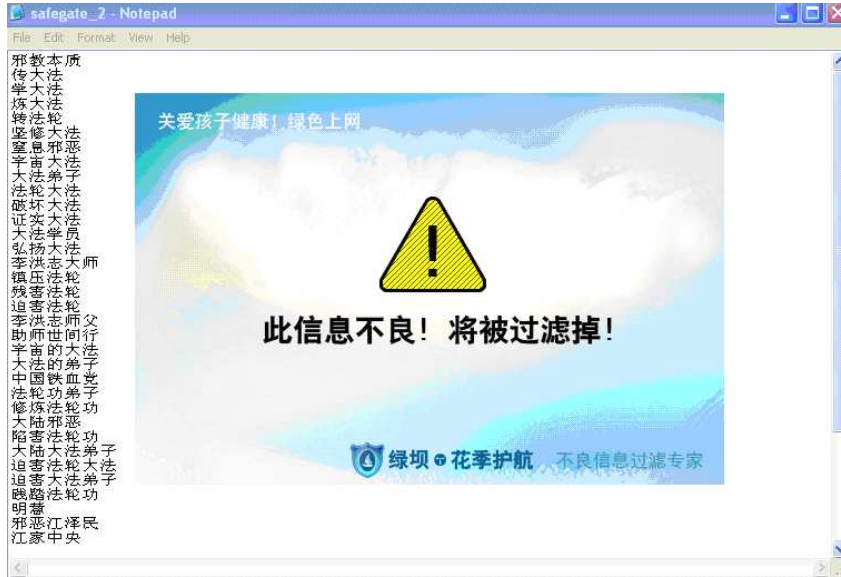 safegate_2 - Notepad
File Edit Format View Help
邪教本质
传大法
学大法
炼大法
转法轮
坚修大法
窒息邪恶
宇宙大法
大法弟子
法轮大法
破坏大法
证实大法
大法学员
弘扬大法
李洪志大师
镇压法轮
残害法轮
迫害法轮
李洪志师父
助师世间行
宇宙的大法
大法的弟子
中国铁血党
法轮功弟子
修炼法轮功
大陆邪恶
陷害法轮功
大陆大法弟子
迫害法轮大法
迫害大法弟子
践踏法轮功
明慧
邪恶江泽民
江家中央
关爱孩子健康！绿色上网
此信息不良！将被过滤掉！
绿坝 花季护航 不良信息过滤专家